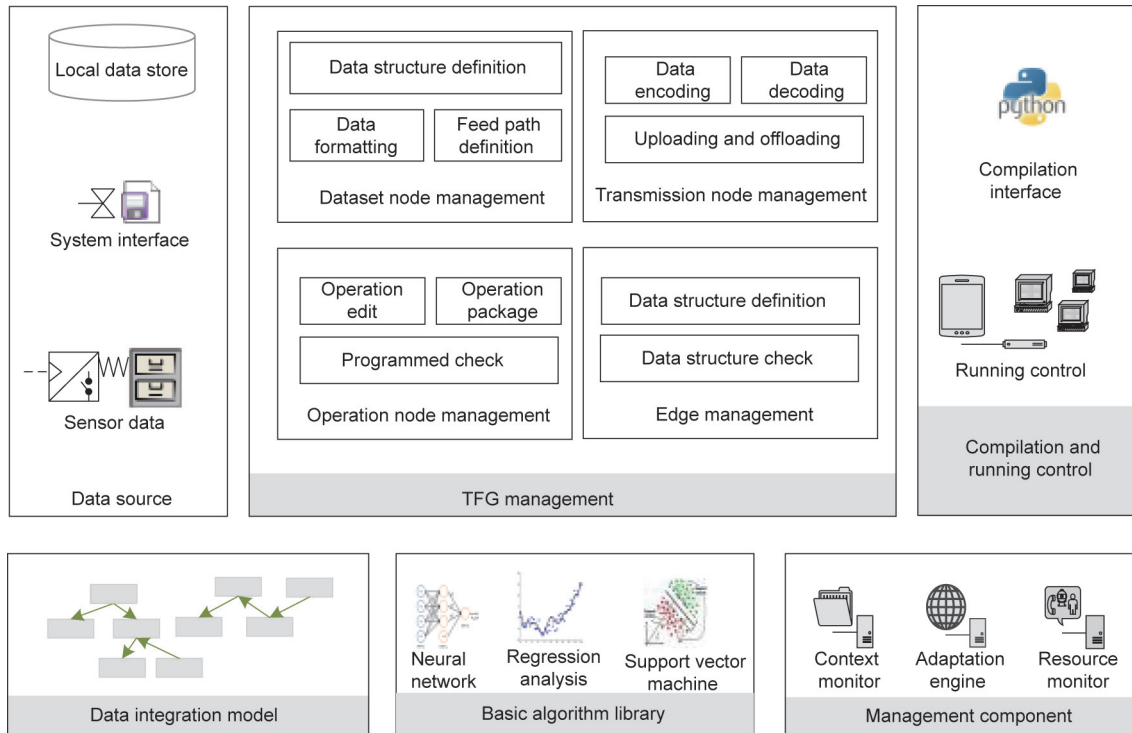 Local data store
System interface
Sensor data
Data source
Data structure definition
Data
formatting
Feed path
definition
Dataset node management
Data
encoding
Data
decoding
Uploading and offloading
Transmission node management
Operation
edit
Operation
package
Programmed check
Operation node management
Data structure definition
Data structure check
Edge management
TFG management
python
Compilation
interface
Running control
Compilation and
running control
Data integration model
Neural
network
Regression
analysis
Support vector
machine
Basic algorithm library
Context
monitor
Adaptation
engine
Resource
monitor
Management component